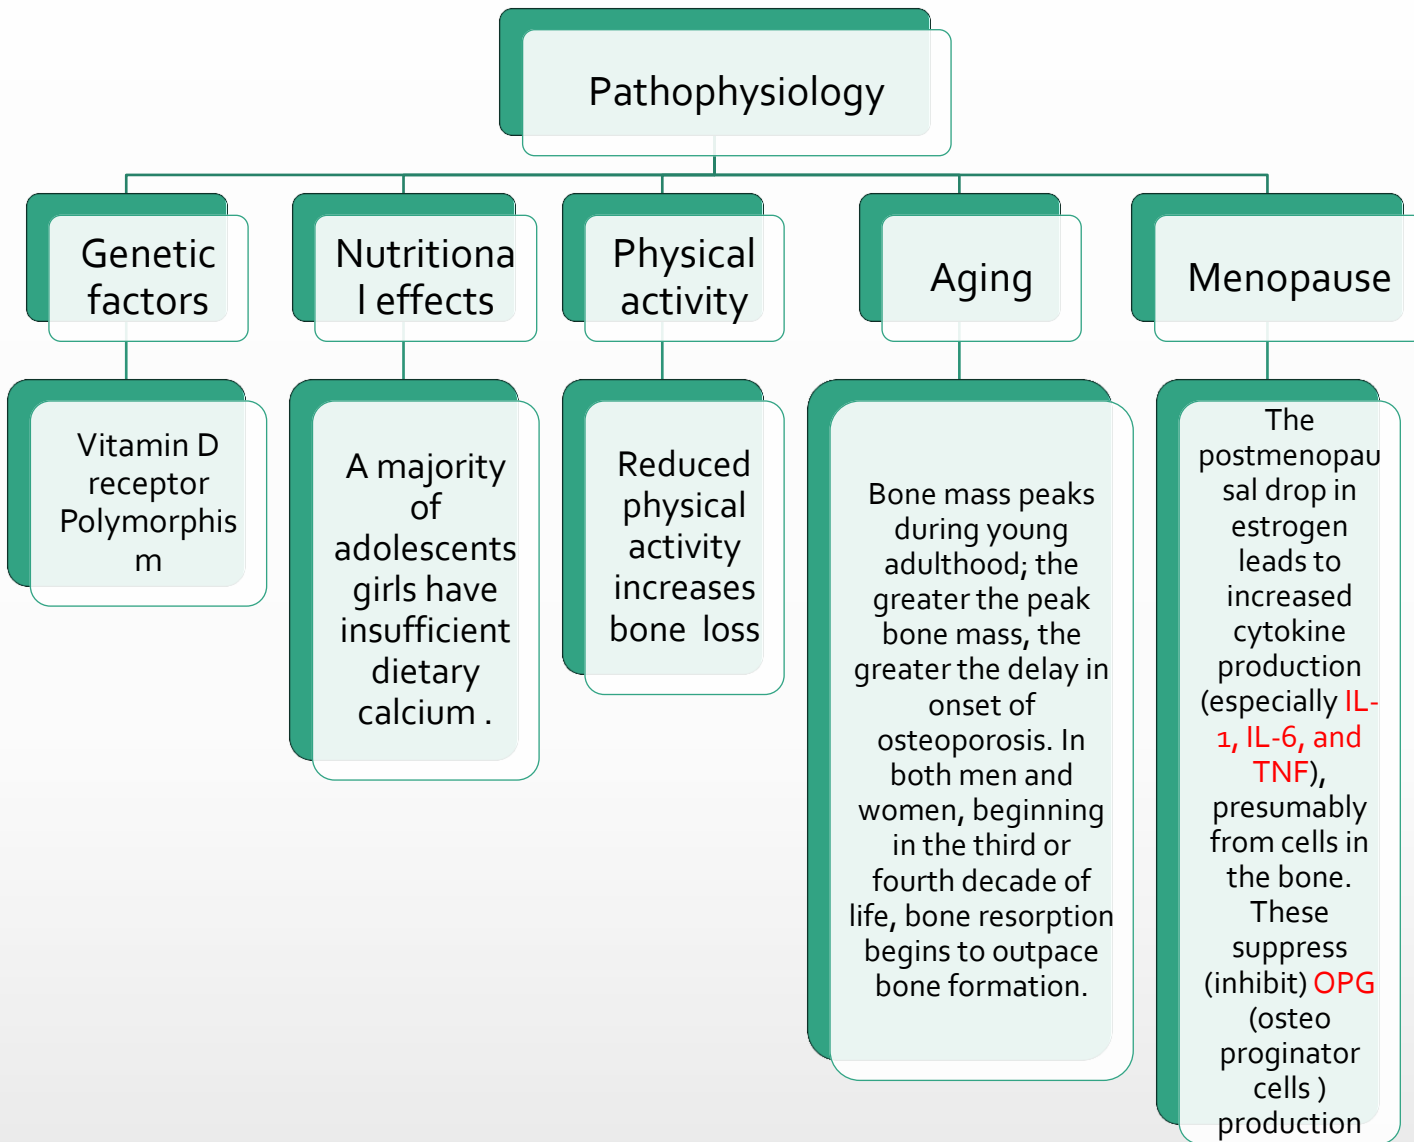 Pathophysiology
Genetic
factors
Vitamin D
receptor
Polymorphis
m
Nutritiona
l effects
A majority
of
adolescents
girls have
insufficient
dietary
calcium .
Physical
activity
Reduced
physical
activity
increases
bone loss
Aging
Bone mass peaks
during young
adulthood; the
greater the peak
bone mass, the
greater the delay in
onset of
osteoporosis. In
both men and
women, beginning
in the third or
fourth decade of
life, bone resorption
begins to outpace
bone formation.
Menopause
The
postmenopau
sal drop in
estrogen
leads to
increased
cytokine
production
(especially IL-
1, IL-6, and
TNF),
presumably
from cells in
the bone.
These
suppress
(inhibit) OPG
(osteo
proginator
cells )
production